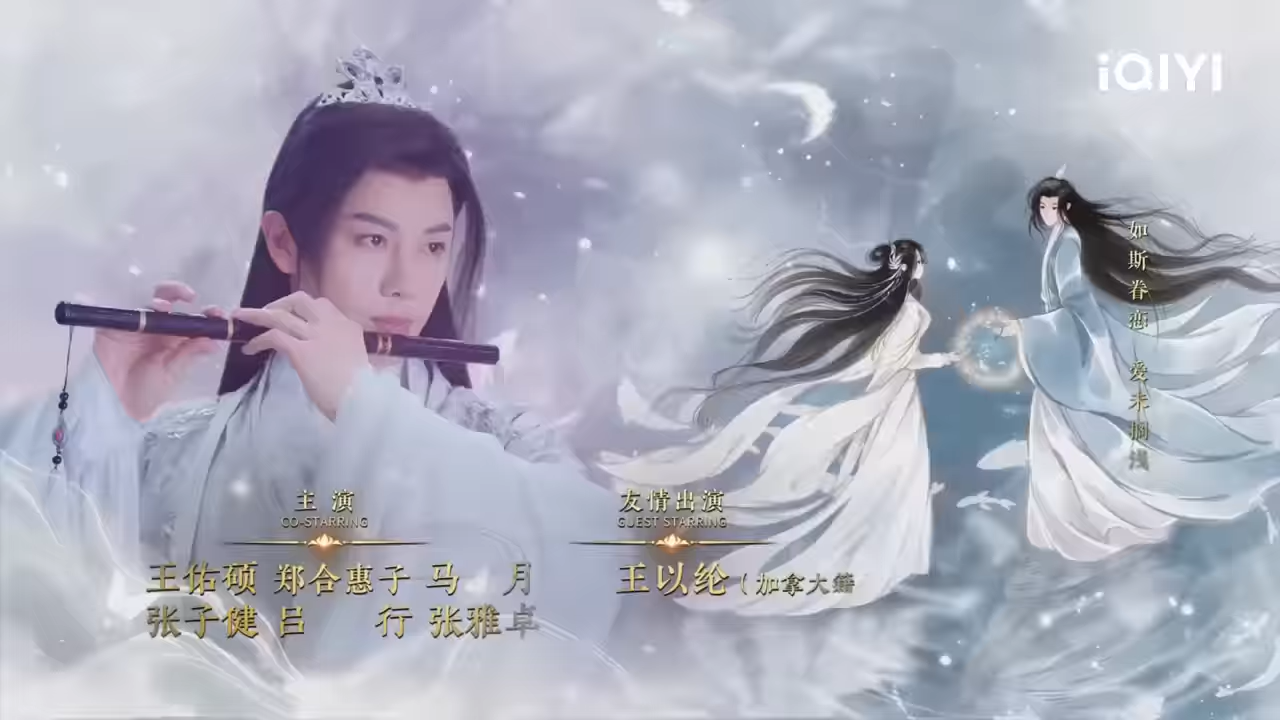 iQIYI
如斯眷恋 爱未搁浅
主演
CO-STARRING
王佑硕 郑合惠子 马月
张子健 吕行 张雅卓
友情出演
GUEST STARRING
王以纶（加拿大籍